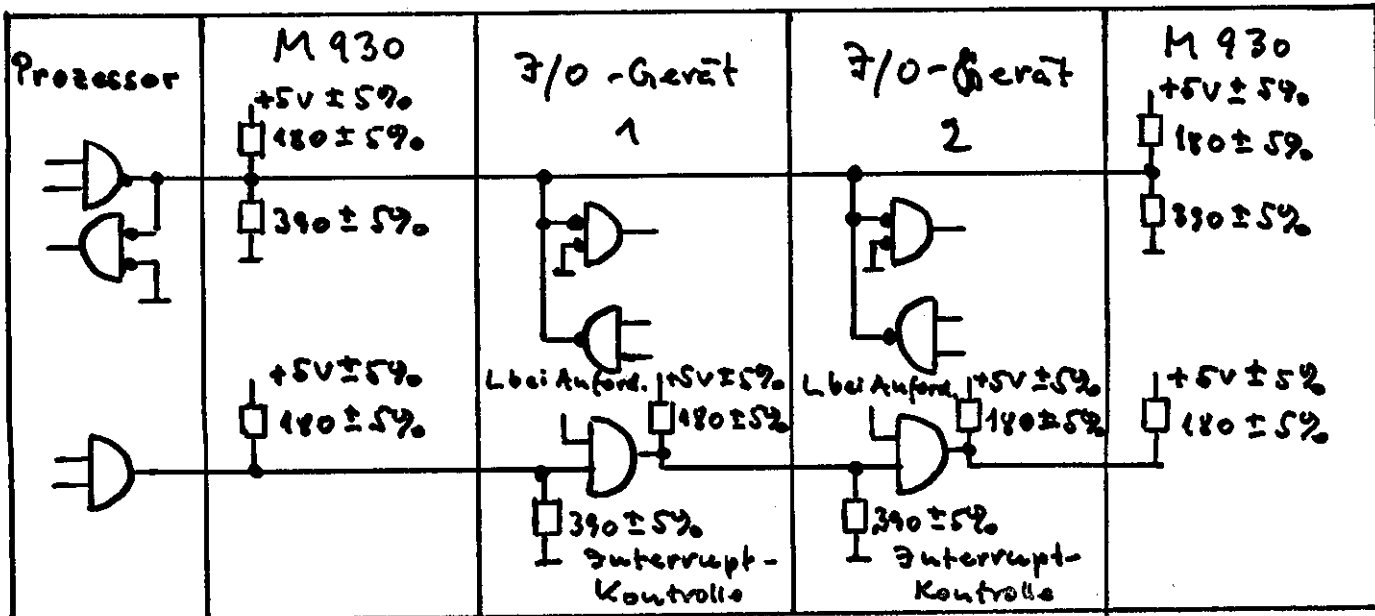 Prozessor
M 930
+5V ± 5%
180 ± 5%
390 ± 5%
+5V ± 5%
180 ± 5%
I/O-Gerät
1
L bei Anford.
+5V ± 5%
180 ± 5%
390 ± 5%
Interrupt-
Kontrolle
I/O-Gerät
2
L bei Anford.
+5V ± 5%
180 ± 5%
390 ± 5%
Interrupt-
Kontrolle
M 930
+5V ± 5%
180 ± 5%
390 ± 5%
+5V ± 5%
180 ± 5%